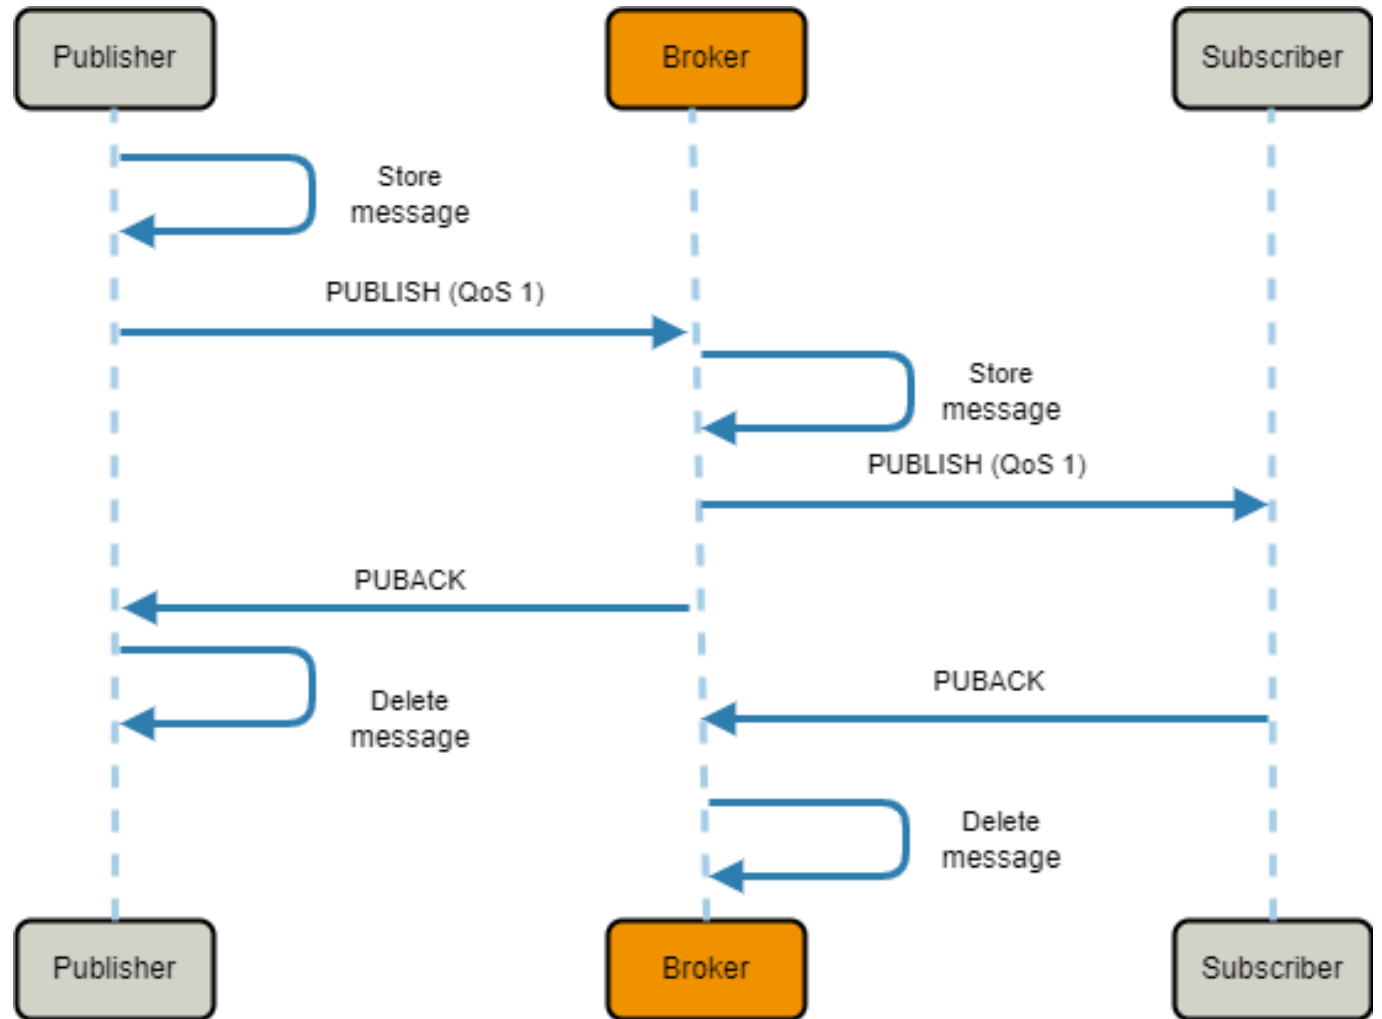 Publisher
Broker
Subscriber
Store
message
PUBLISH (QoS 1)
Store
message
PUBLISH (QoS 1)
PUBACK
PUBACK
Delete
message
Delete
message
Publisher
Broker
Subscriber